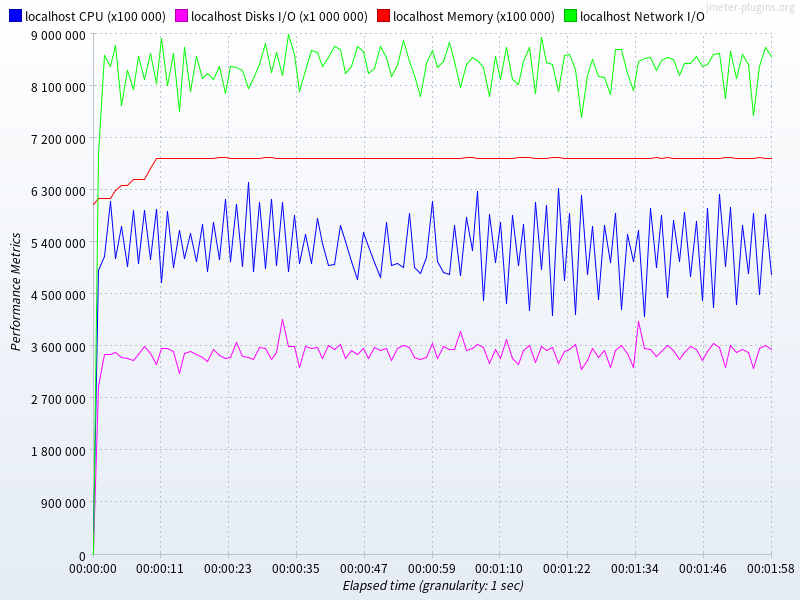 jmeter-plugins.org
localhost CPU (x100 000) localhost Disks I/O (x1 000 000) localhost Memory (x100 000) localhost Network I/O
9 000 000
8 100 000
7 200 000
6 300 000
5 400 000
4 500 000
3 600 000
2 700 000
1 800 000
900 000
0
Performance Metrics
00:00:00 00:00:11 00:00:23 00:00:35 00:00:47 00:00:59 00:01:10 00:01:22 00:01:34 00:01:46 00:01:58
Elapsed time (granularity: 1 sec)